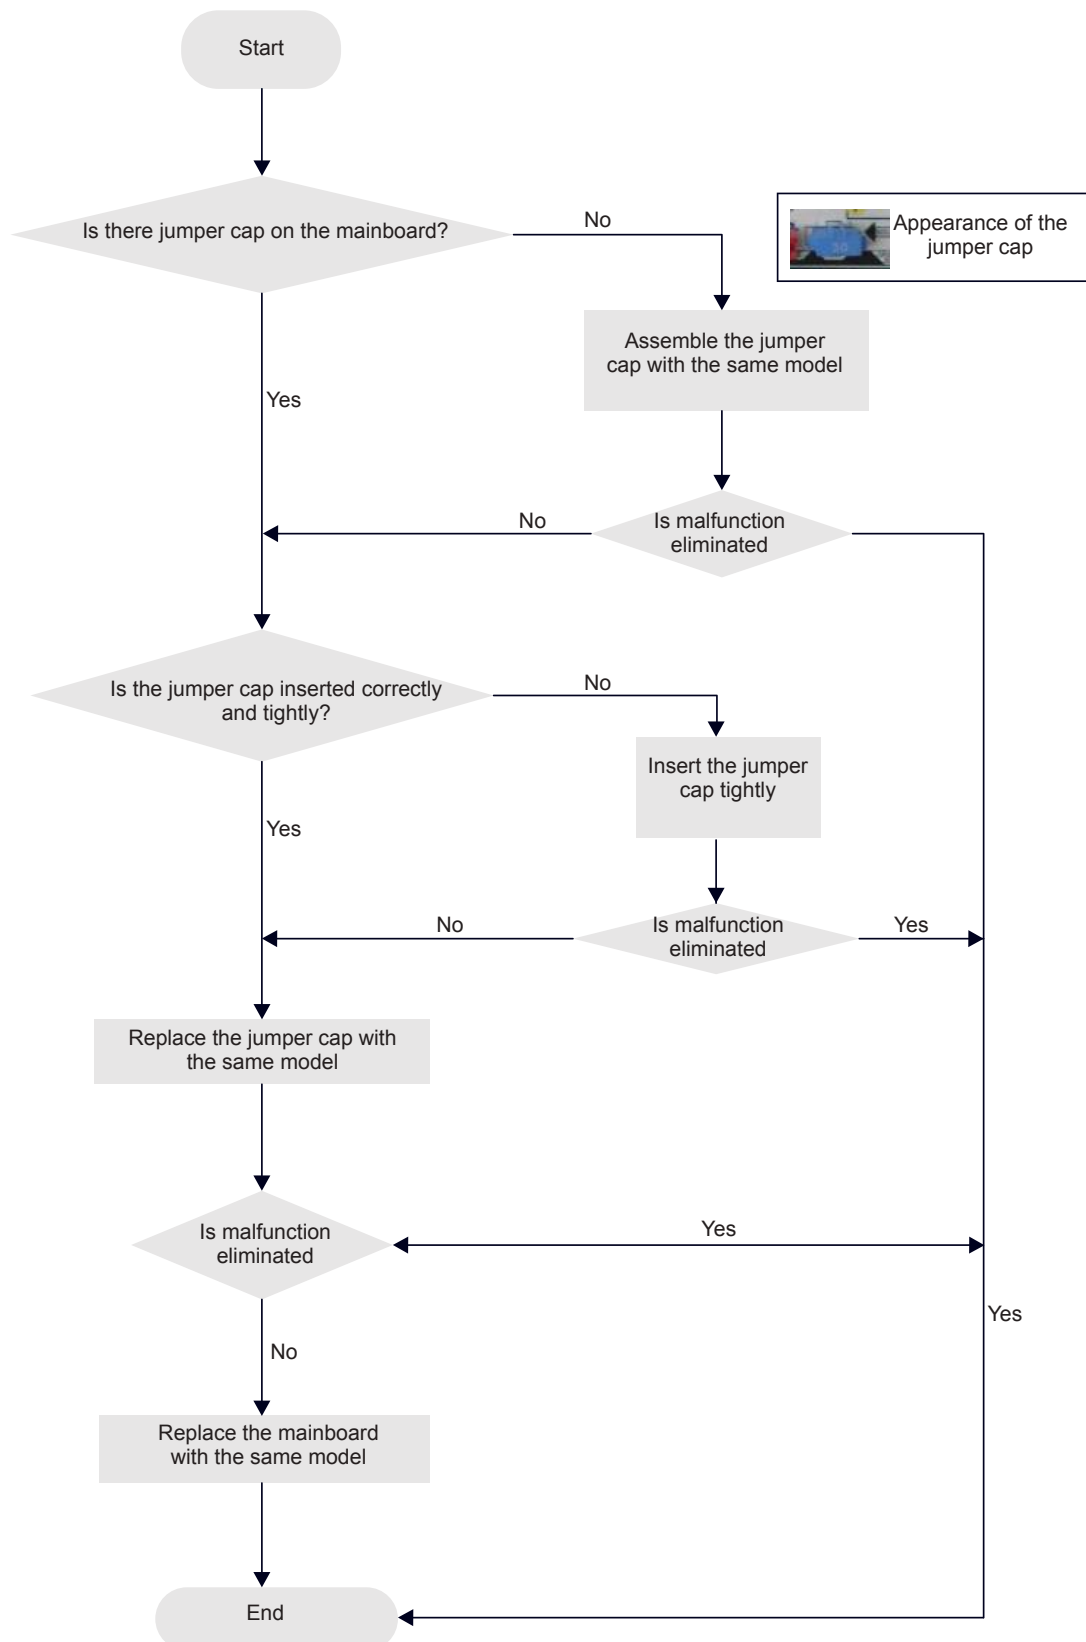 Start
Is there jumper cap on the mainboard?
No
Appearance of the
jumper cap
Assemble the jumper
cap with the same model
Yes
No
Is malfunction
eliminated
Is the jumper cap inserted correctly
and tightly?
No
Insert the jumper
cap tightly
Yes
No
Is malfunction
eliminated
Yes
Replace the jumper cap with
the same model
Is malfunction
eliminated
Yes
Yes
No
Replace the mainboard
with the same model
End